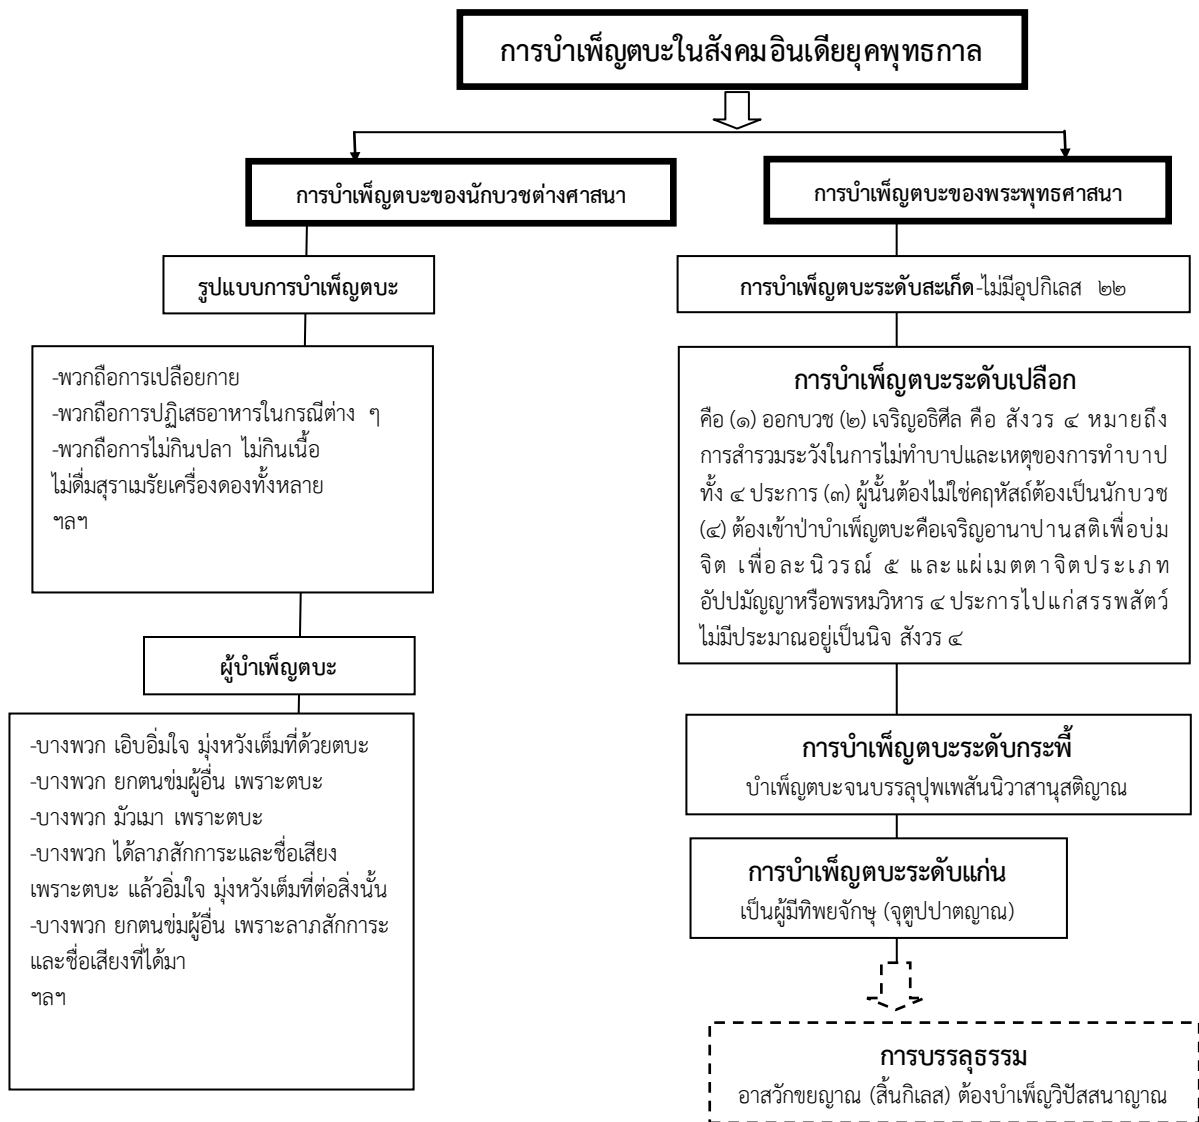 การบำเพ็ญตบะในสังคมอินเดียยุคพุทธกาล
การบำเพ็ญตบะของนักบวชต่างศาสนา
รูปแบบการบำเพ็ญตบะ
-พวกถือการเปลือยกาย
-พวกถือการปฏิเสธอาหารในกรณีต่าง ๆ
-พวกถือการไม่กินปลา ไม่กินเนื้อ
ไม่ดื่มสุราเมรัยเครื่องดองทั้งหลาย
ฯลฯ
ผู้บำเพ็ญตบะ
-บางพวก เอิบอิ่มใจ มุ่งหวังเต็มที่ด้วยตบะ
-บางพวก ยกตนข่มผู้อื่น เพราะตบะ
-บางพวก มัวเมา เพราะตบะ
-บางพวก ได้ลาภสักการะและชื่อเสียง
เพราะตบะ แล้วอิ่มใจ มุ่งหวังเต็มที่ต่อสิ่งนั้น
-บางพวก ยกตนข่มผู้อื่น เพราะลาภสักการะ
และชื่อเสียงที่ได้มา
ฯลฯ
การบำเพ็ญตบะของพระพุทธศาสนา
การบำเพ็ญตบะระดับสะเก็ด-ไม่มีอุปกิเลส ๒๒
การบำเพ็ญตบะระดับเปลือก
คือ (๑) ออกบวช (๒) เจริญอธิศีล คือ สังวร ๔ หมายถึง
การสำรวมระวังในการไม่ทำบาปและเหตุของการทำบาป
ทั้ง ๔ ประการ (๓) ผู้นั้นต้องไม่ใช่คฤหัสถ์ต้องเป็นนักบวช
(๔) ต้องเข้าป่าบำเพ็ญตบะคือเจริญอานาปานสติเพื่อบ่ม
จิต เพื่อละนิวรณ์ ๕ และแผ่เมตตาจิตประเภท
อัปปมัญญาหรือพรหมวิหาร ๔ ประการไปแก่สรรพสัตว์
ไม่มีประมาณอยู่เป็นนิจ สังวร ๔
การบำเพ็ญตบะระดับกระพี้
บำเพ็ญตบะจนบรรลุปุพเพสันนิวาสานุสติญาณ
การบำเพ็ญตบะระดับแก่น
เป็นผู้มีทิพยจักษุ (จุตูปปาตญาณ)
การบรรลุธรรม
อาสวักขยญาณ (สิ้นกิเลส) ต้องบำเพ็ญวิปัสสนาญาณ